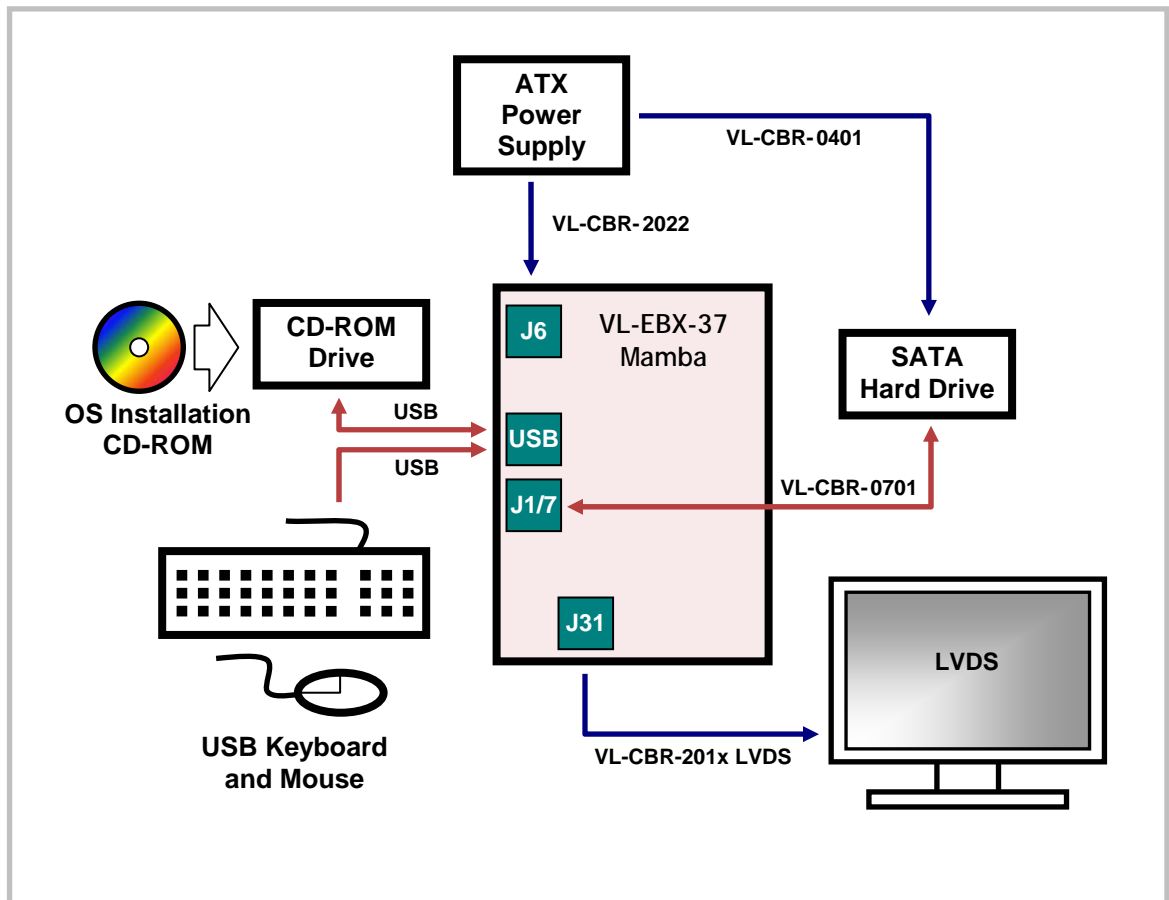 ATX
Power
Supply
VL-CBR-0401
VL-CBR-2022
J6
VL-EBX-37
Mamba
CD-ROM
Drive
SATA
Hard Drive
OS Installation
CD-ROM
USB
USB
USB
J1/7
VL-CBR-0701
J31
LVDS
USB Keyboard
and Mouse
VL-CBR-201x LVDS